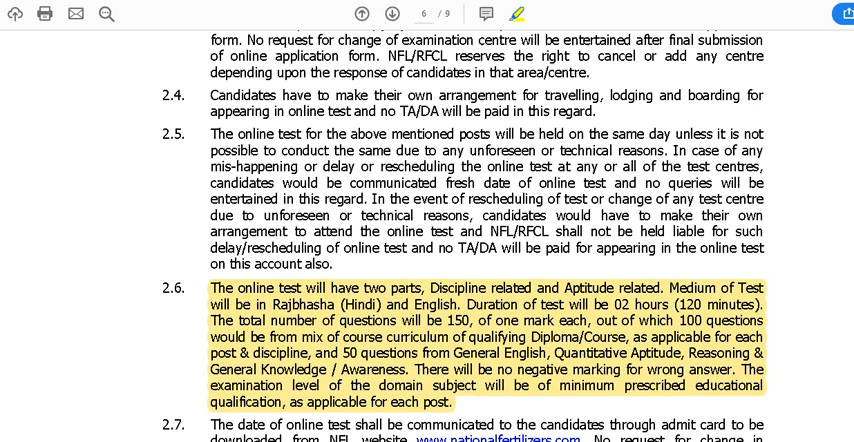 6 / 9
form. No request for change of examination centre will be entertained after final submission
of online application form. NFL/RFCL reserves the right to cancel or add any centre
depending upon the response of candidates in that area/centre.
2.4. Candidates have to make their own arrangement for travelling, lodging and boarding for
appearing in online test and no TA/DA will be paid in this regard.
2.5. The online test for the above mentioned posts will be held on the same day unless it is not
possible to conduct the same due to any unforeseen or technical reasons. In case of any
mis-happening or delay or rescheduling the online test at any or all of the test centres,
candidates would be communicated fresh date of online test and no queries will be
entertained in this regard. In the event of rescheduling of test or change of any test centre
due to unforeseen or technical reasons, candidates would have to make their own
arrangement to attend the online test and NFL/RFCL shall not be held liable for such
delay/rescheduling of online test and no TA/DA will be paid for appearing in the online test
on this account also.
2.6. The online test will have two parts, Discipline related and Aptitude related. Medium of Test
will be in Rajbhasha (Hindi) and English. Duration of test will be 02 hours (120 minutes).
The total number of questions will be 150, of one mark each, out of which 100 questions
would be from mix of course curriculum of qualifying Diploma/Course, as applicable for each
post & discipline, and 50 questions from General English, Quantitative Aptitude, Reasoning &
General Knowledge / Awareness. There will be no negative marking for wrong answer. The
examination level of the domain subject will be of minimum prescribed educational
qualification, as applicable for each post.
2.7. The date of online test shall be communicated to the candidates through admit card to be
downloaded from NFL website www.nationalfertilizers.com. No request for change in